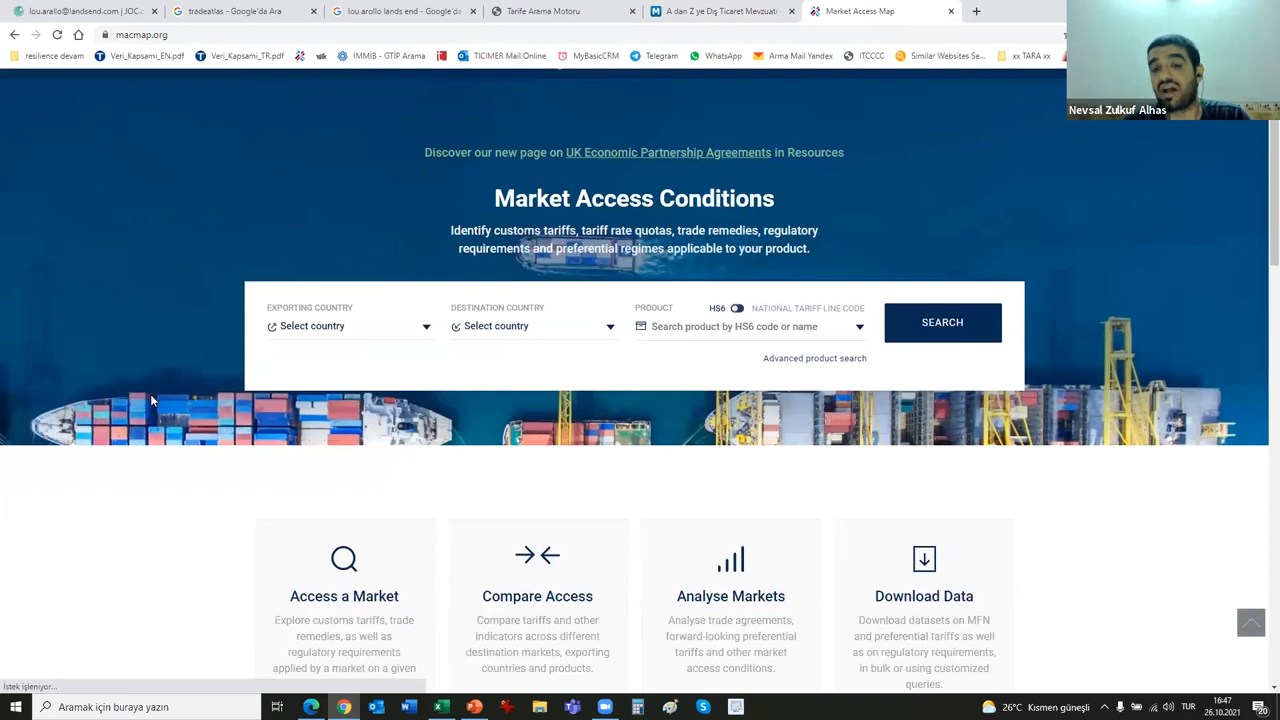 lou.arallo@landsend.com | JOC.c
tradeatlas - Google'da Ara
lou arollo lands end - Google'da
Tarife Arama Motoru
A dan Z ye Dış Ticaret Mevzuatı
Market Access Map
macmap.org
resilience devam
Veri_Kapsami_EN.pdf
Veri_Kapsami_TR.pdf
wik
İMMİB - GTİP Arama
TICIMER Mail Online
MyBasicCRM
Telegram
WhatsApp
Arma Mail Yandex
ITCCCC
Similar Websites Se...
xx TARA xx
Nevsal Zulkuf Alhas
Discover our new page on UK Economic Partnership Agreements in Resources
Market Access Conditions
Identify customs tariffs, tariff rate quotas, trade remedies, regulatory
requirements and preferential regimes applicable to your product.
EXPORTING COUNTRY
Select country
DESTINATION COUNTRY
Select country
PRODUCT
HS6
NATIONAL TARIFF LINE CODE
Search product by HS6 code or name
Advanced product search
SEARCH
Access a Market
Explore customs tariffs, trade
remedies, as well as
regulatory requirements
applied by a market on a given
Compare Access
Compare tariffs and other
indicators across different
destination markets, exporting
countries and products.
Analyse Markets
Analyse trade agreements,
forward-looking preferential
tariffs and other market
access conditions.
Download Data
Download datasets on MFN
and preferential tariffs as well
as on regulatory requirements,
in bulk or using customized
queries.
İstek işleniyor...
Aramak için buraya yazın
26°C Kısmen güneşli
TUR
16:47
26.10.2021
20